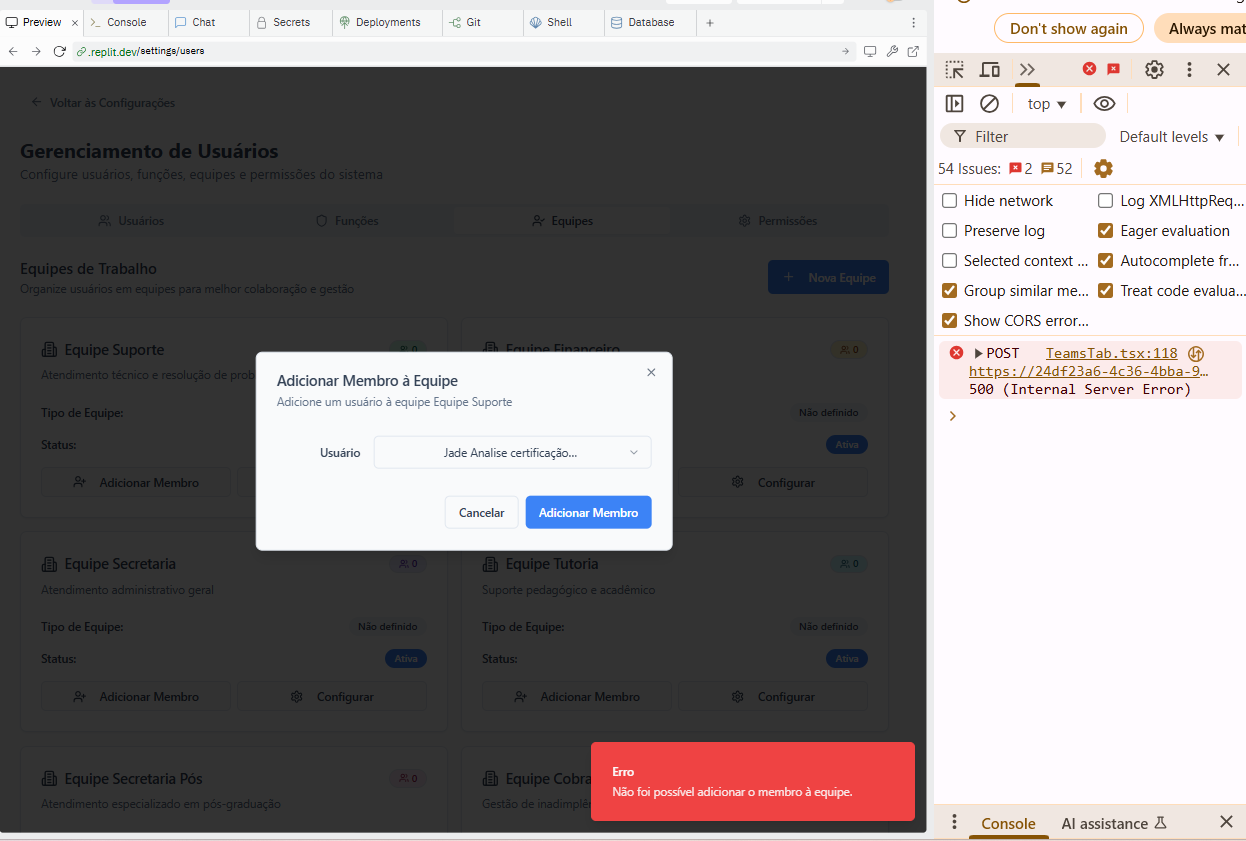 Preview
Console
Chat
Secrets
Deployments
Git
Shell
Database
.replit.dev/settings/users
Voltar às Configurações
Gerenciamento de Usuários
Configure usuários, funções, equipes e permissões do sistema
Usuários
Funções
Equipes
Permissões
Equipes de Trabalho
Organize usuários em equipes para melhor colaboração e gestão
Nova Equipe
Equipe Suporte
0
Atendimento técnico e resolução de prob
Tipo de Equipe:
Status:
Adicionar Membro
Equipe Financeiro
0
Não definido
Ativa
Configurar
Adicionar Membro à Equipe
Adicione um usuário à equipe Equipe Suporte
Usuário
Jade Analise certificação...
Cancelar
Adicionar Membro
Equipe Secretaria
0
Atendimento administrativo geral
Tipo de Equipe:
Não definido
Status:
Ativa
Adicionar Membro
Configurar
Equipe Tutoria
0
Suporte pedagógico e acadêmico
Tipo de Equipe:
Não definido
Status:
Ativa
Adicionar Membro
Configurar
Equipe Secretaria Pós
0
Atendimento especializado em pós-graduação
Equipe Cobra
Gestão de inadimplê
Erro
Não foi possível adicionar o membro à equipe.
Don't show again
Always mat
top
Filter
Default levels
54 Issues:
2
52
Hide network
Log XMLHttpReq...
Preserve log
Eager evaluation
Selected context ...
Autocomplete fr...
Group similar me...
Treat code evalua...
Show CORS error...
POST
TeamsTab.tsx:118
https://24df23a6-4c36-4bba-9…
500 (Internal Server Error)
Console
AI assistance